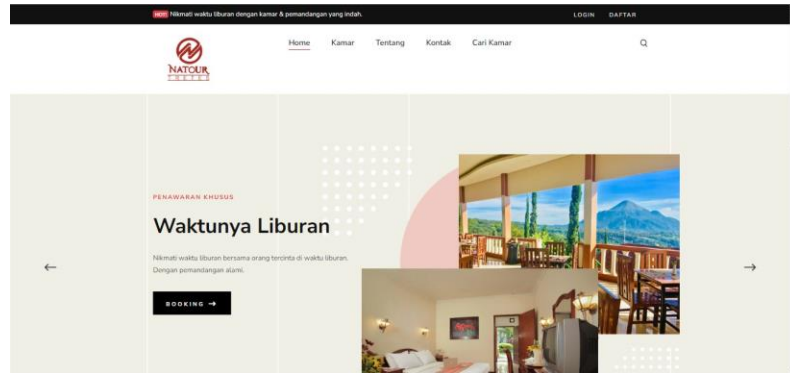 HOT! Nikmati waktu liburan dengan kamar & pemandangan yang indah.
LOGIN DAFTAR
NATOUR
Home Kamar Tentang Kontak Cari Kamar
PENAWARAN KHUSUS
Waktunya Liburan
Nikmati waktu liburan bersama orang tercinta di waktu liburan.
Dengan pemandangan alami.
BOOKING →